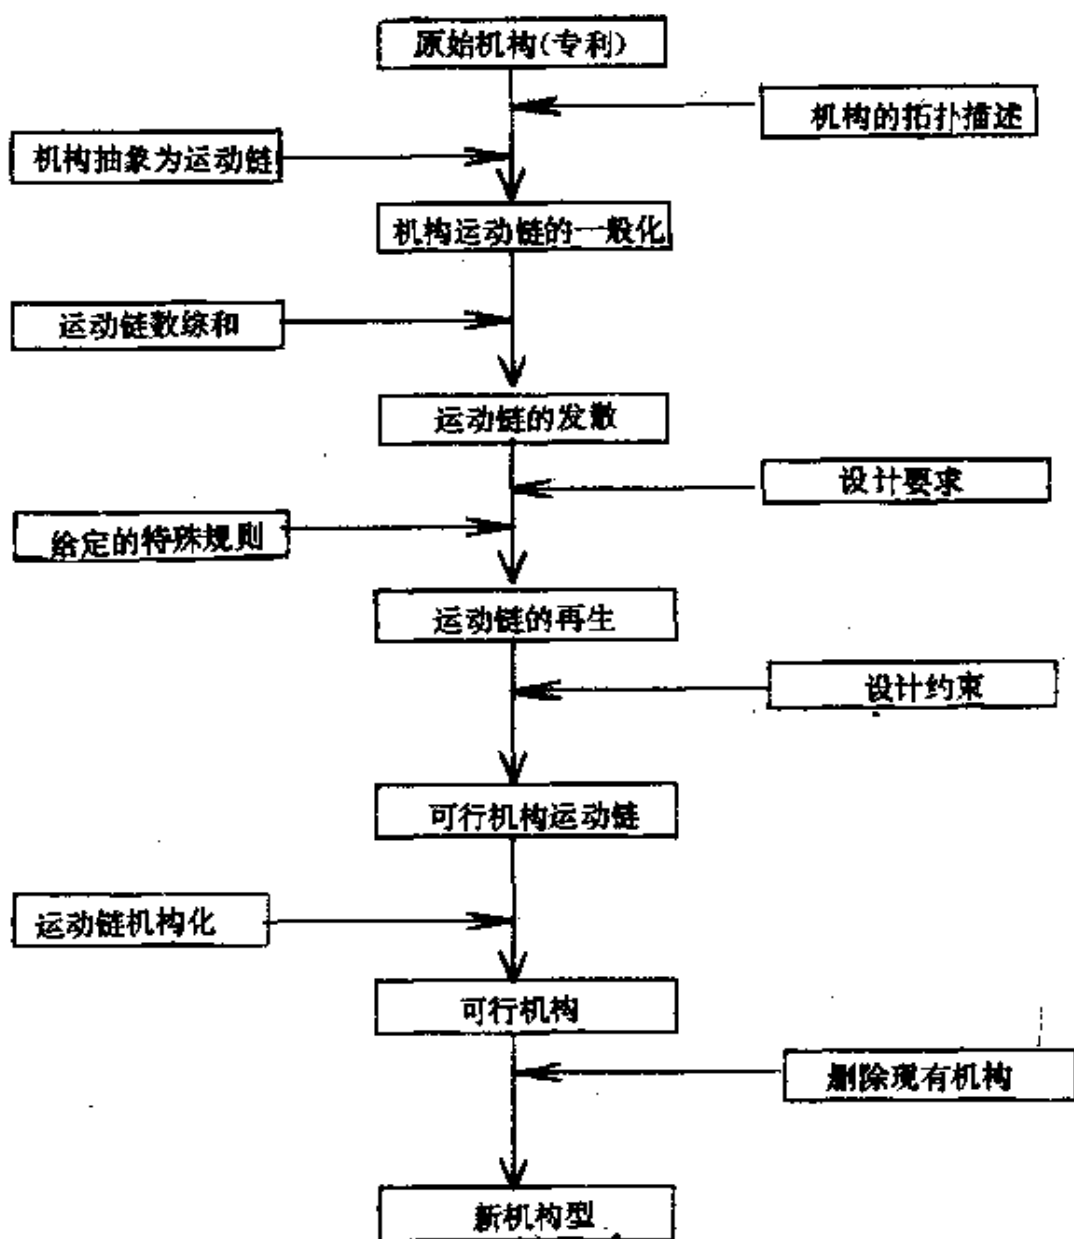 原始机构(专利)
机构的拓扑描述
机构抽象为运动链
机构运动链的一般化
运动链数综和
运动链的发散
设计要求
给定的特殊规则
运动链的再生
设计约束
可行机构运动链
运动链机构化
可行机构
删除现有机构
新机构型